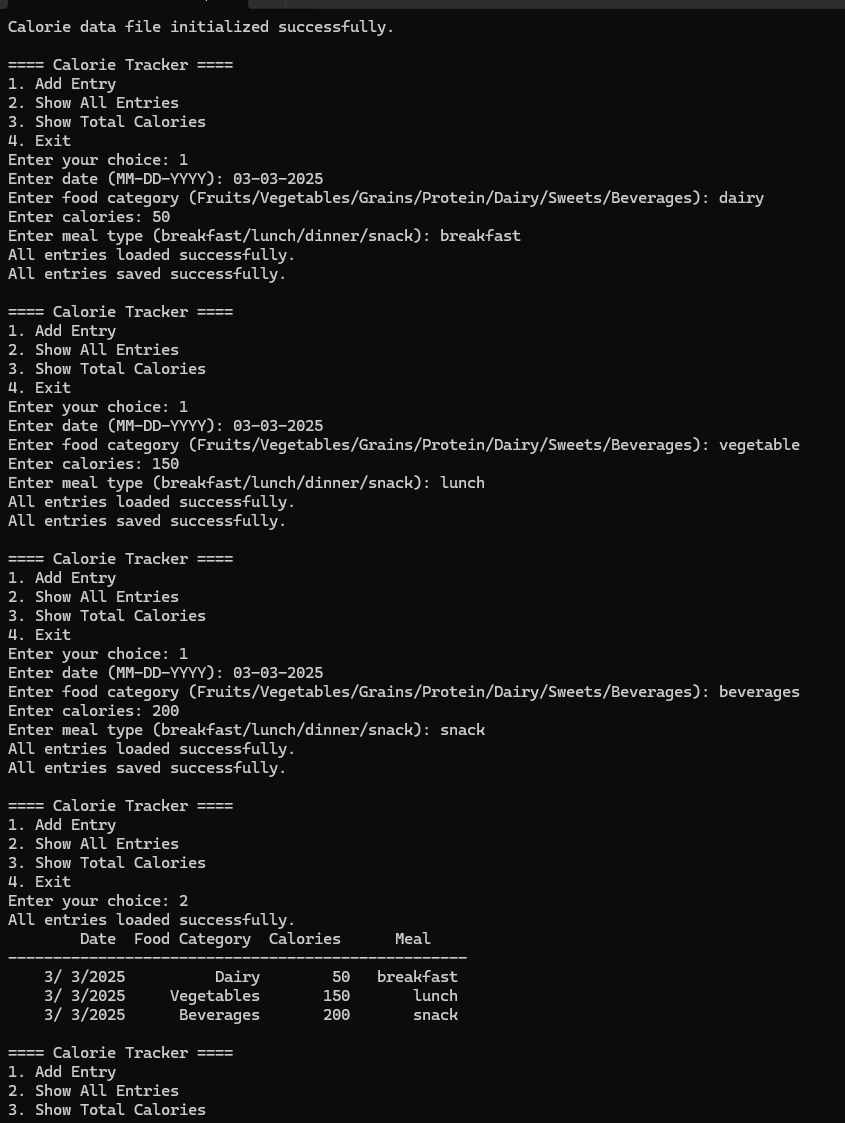 Calorie data file initialized successfully.

==== Calorie Tracker ====
1. Add Entry
2. Show All Entries
3. Show Total Calories
4. Exit
Enter your choice: 1
Enter date (MM-DD-YYYY): 03-03-2025
Enter food category (Fruits/Vegetables/Grains/Protein/Dairy/Sweets/Beverages): dairy
Enter calories: 50
Enter meal type (breakfast/lunch/dinner/snack): breakfast
All entries loaded successfully.
All entries saved successfully.

==== Calorie Tracker ====
1. Add Entry
2. Show All Entries
3. Show Total Calories
4. Exit
Enter your choice: 1
Enter date (MM-DD-YYYY): 03-03-2025
Enter food category (Fruits/Vegetables/Grains/Protein/Dairy/Sweets/Beverages): vegetable
Enter calories: 150
Enter meal type (breakfast/lunch/dinner/snack): lunch
All entries loaded successfully.
All entries saved successfully.

==== Calorie Tracker ====
1. Add Entry
2. Show All Entries
3. Show Total Calories
4. Exit
Enter your choice: 1
Enter date (MM-DD-YYYY): 03-03-2025
Enter food category (Fruits/Vegetables/Grains/Protein/Dairy/Sweets/Beverages): beverages
Enter calories: 200
Enter meal type (breakfast/lunch/dinner/snack): snack
All entries loaded successfully.
All entries saved successfully.

==== Calorie Tracker ====
1. Add Entry
2. Show All Entries
3. Show Total Calories
4. Exit
Enter your choice: 2
All entries loaded successfully.
        Date  Food Category  Calories      Meal
---------------------------------------------------
    3/ 3/2025          Dairy        50   breakfast
    3/ 3/2025     Vegetables       150       lunch
    3/ 3/2025      Beverages       200       snack

==== Calorie Tracker ====
1. Add Entry
2. Show All Entries
3. Show Total Calories